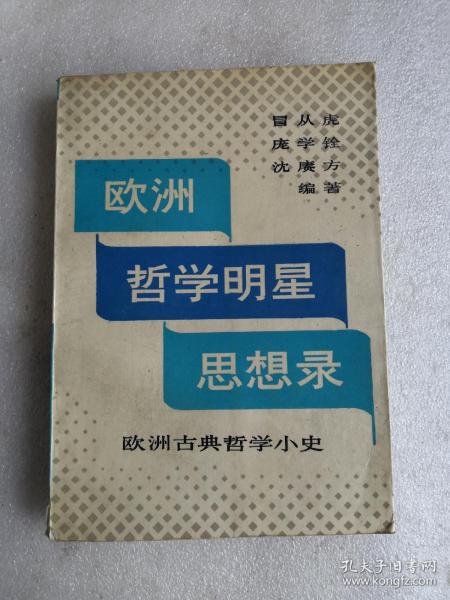 冒从虎
庞学铨
沈赓方
编著
欧洲
哲学明星
思想录
欧洲古典哲学小史
孔夫子旧书网
www.kongfz.com